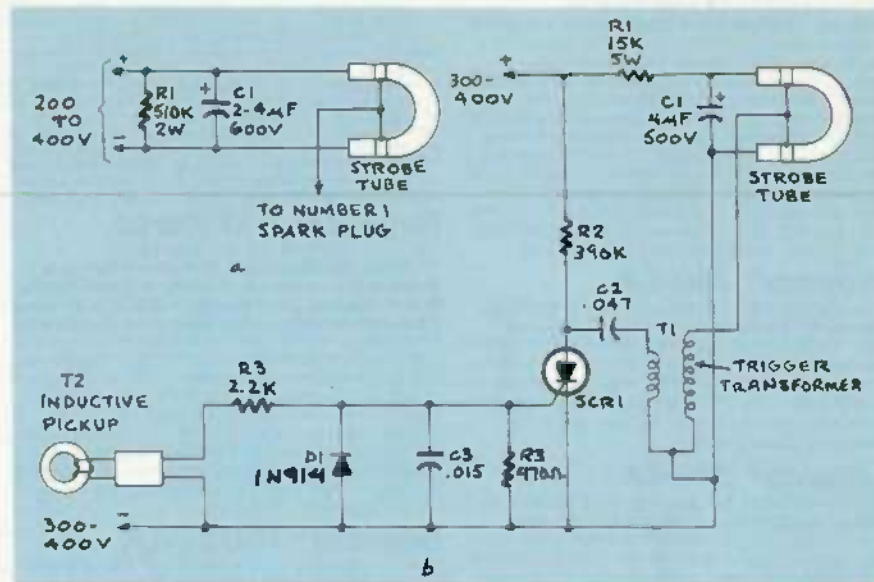 +
200
TO
400V
−
R1
510K
2W
+
C1
2-4µF
600V
STROBE
TUBE
TO NUMBER 1
SPARK PLUG
a
+
300-
400V
R1
15K
5W
+
C1
4µF
500V
STROBE
TUBE
R2
390K
C2
.047
T1
TRIGGER
TRANSFORMER
SCR1
T2
INDUCTIVE
PICKUP
R3
2.2K
D1
1N914
C3
.015
R3
470Ω
300-
400V
−
b